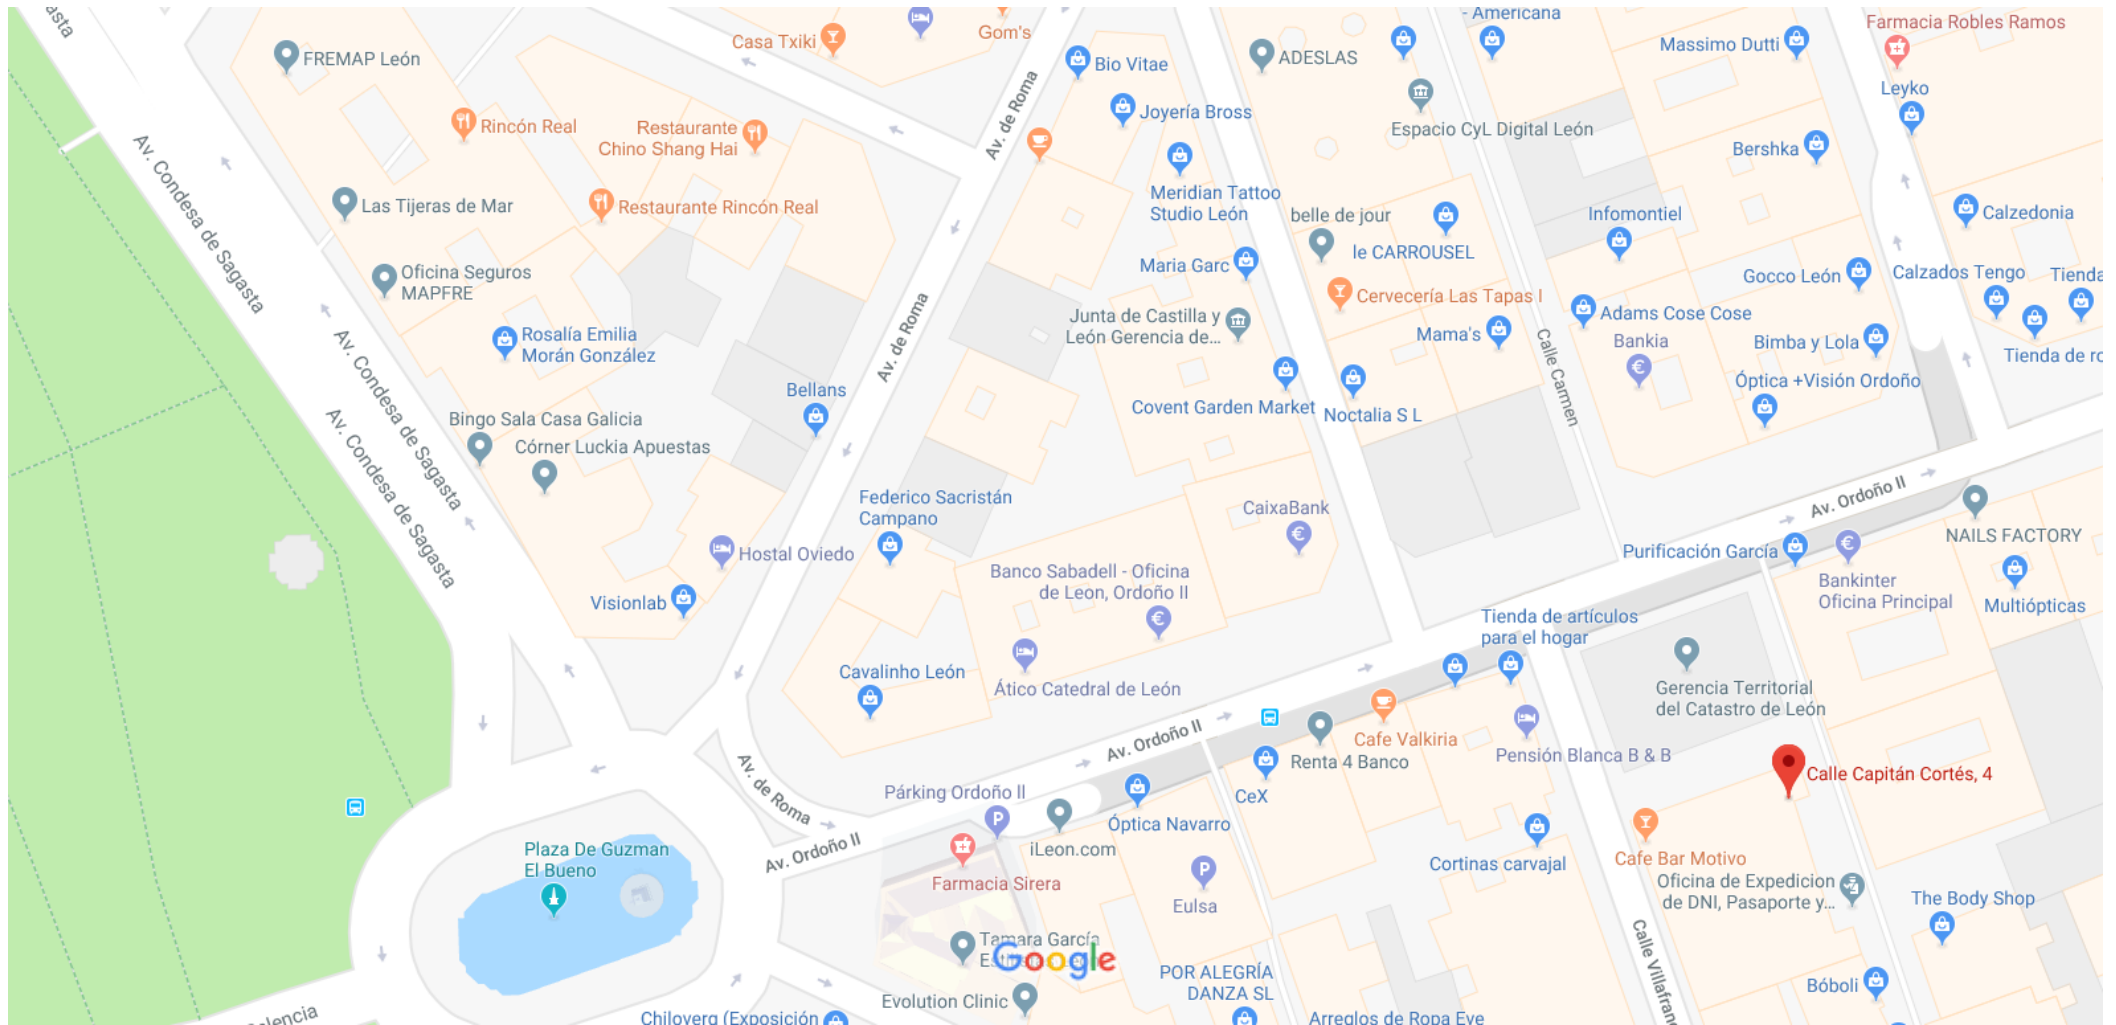 agasta
FREMAP León
Casa Txiki
Gom's
Bio Vitae
ADESLAS
- Americana
Massimo Dutti
Farmacia Robles Ramos
Leyko
Rincón Real
Restaurante
Chino Shang Hai
Av. de Roma
Joyería Bross
Espacio CyL Digital León
Bershka
Av. Condesa de Sagasta
Las Tijeras de Mar
Restaurante Rincón Real
Meridian Tattoo
Studio León
belle de jour
le CARROUSEL
Infomontiel
Calzedonia
Oficina Seguros
MAPFRE
Maria Garc
Cervecería Las Tapas I
Gocco León
Calzados Tengo
Tienda
Rosalía Emilia
Morán González
Av. de Roma
Junta de Castilla y
León Gerencia de...
Mama's
Calle Carmen
Adams Cose Cose
Bankia
Bimba y Lola
Tienda de ro
Av. Condesa de Sagasta
Bellans
Covent Garden Market
Noctalia S L
Óptica +Visión Ordoño
Bingo Sala Casa Galicia
Córner Luckia Apuestas
Av. Condesa de Sagasta
Federico Sacristán
Campano
CaixaBank
Av. Ordoño II
NAILS FACTORY
Hostal Oviedo
Banco Sabadell - Oficina
de Leon, Ordoño II
Purificación García
Bankinter
Oficina Principal
Multiópticas
Visionlab
Tienda de artículos
para el hogar
Cavalinho León
Ático Catedral de León
Gerencia Territorial
del Catastro de León
Av. Ordoño II
Cafe Valkiria
Renta 4 Banco
Pensión Blanca B & B
Calle Capitán Cortés, 4
Av. de Roma
Párking Ordoño II
CeX
Óptica Navarro
Av. Ordoño II
iLeon.com
Plaza De Guzman
El Bueno
Farmacia Sirera
Eulsa
Cortinas carvajal
Cafe Bar Motivo
Oficina de Expedicion
de DNI, Pasaporte y...
The Body Shop
Tamara García
Google
POR ALEGRÍA
DANZA SL
Calle Villafran
Bóboli
Evolution Clinic
alencia
Chiloverg (Exposición
Arreglos de Ropa Eve